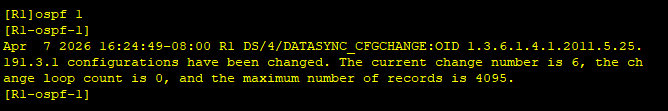 [R1]ospf 1
[R1-ospf-1]
Apr  7 2026 16:24:49-08:00 R1 DS/4/DATASYNC_CFGCHANGE:OID 1.3.6.1.4.1.2011.5.25.
191.3.1 configurations have been changed. The current change number is 6, the ch
ange loop count is 0, and the maximum number of records is 4095.
[R1-ospf-1]